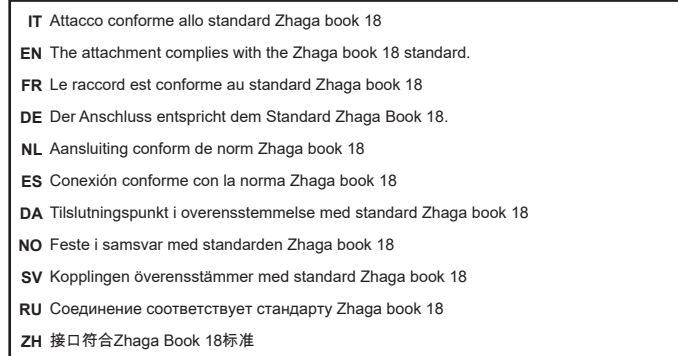 IT Attacco conforme allo standard Zhaga book 18
EN The attachment complies with the Zhaga book 18 standard.
FR Le raccord est conforme au standard Zhaga book 18
DE Der Anschluss entspricht dem Standard Zhaga Book 18.
NL Aansluiting conform de norm Zhaga book 18
ES Conexión conforme con la norma Zhaga book 18
DA Tilslutningspunkt i overensstemmelse med standard Zhaga book 18
NO Feste i samsvar med standarden Zhaga book 18
SV Kopplingen överensstämmer med standard Zhaga book 18
RU Соединение соответствует стандарту Zhaga book 18
ZH 接口符合Zhaga Book 18标准